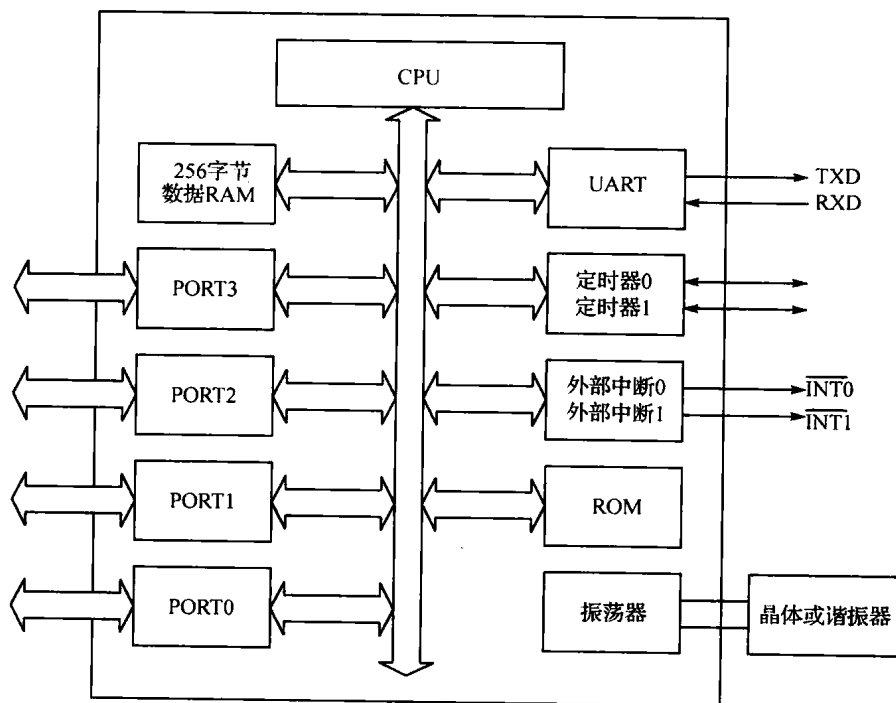 CPU
256字节
数据RAM
UART
TXD
RXD
PORT3
定时器0
定时器1
PORT2
外部中断0
外部中断1
INT0
INT1
PORT1
ROM
PORT0
振荡器
晶体或谐振器